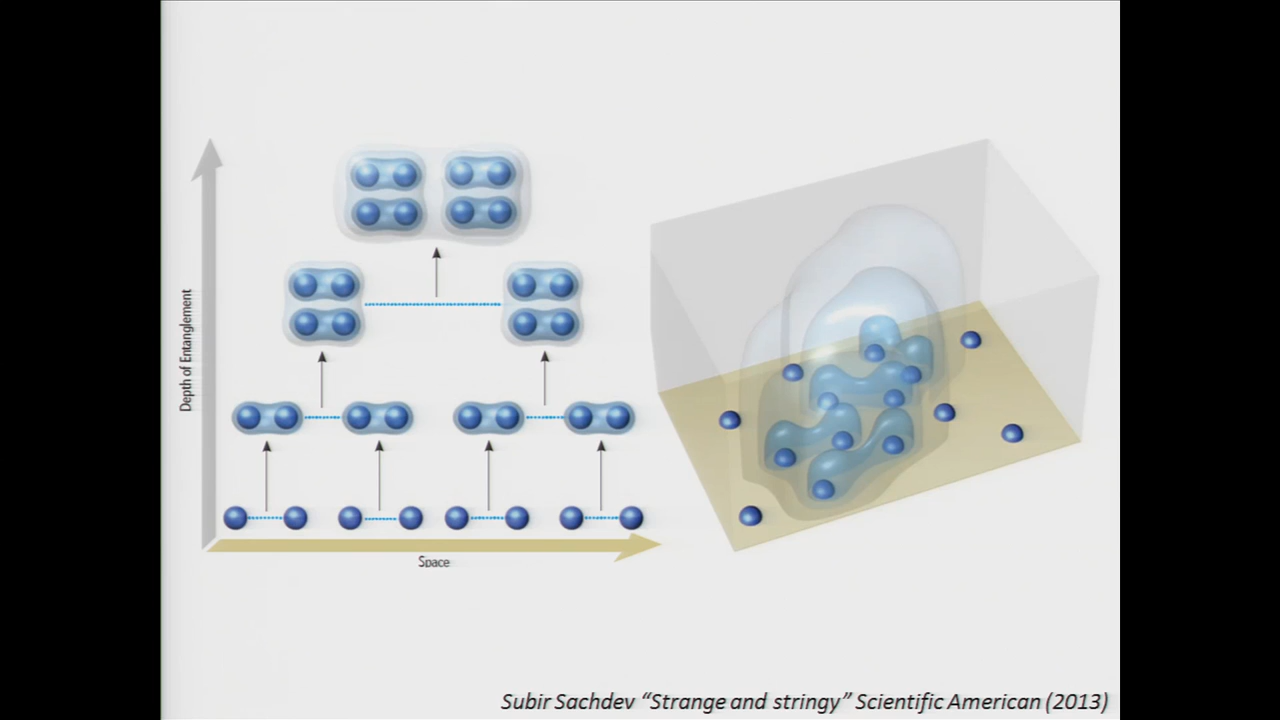 Depth of Entanglement
Space
Subir Sachdev “Strange and stringy” Scientific American (2013)